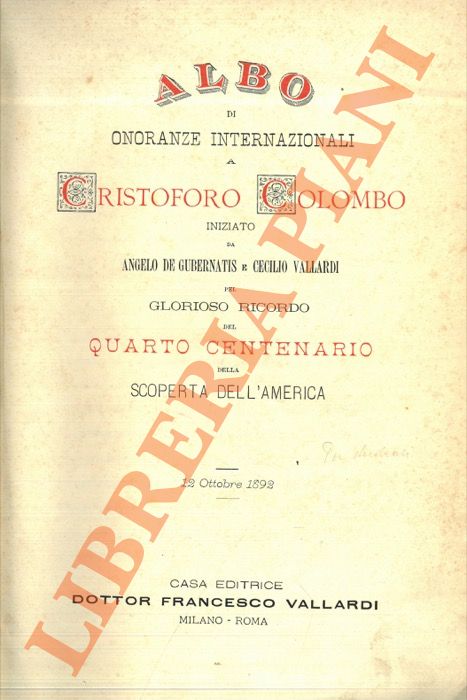 ALBO
DI
ONORANZE INTERNAZIONALI
A
CRISTOFORO COLOMBO
INIZIATO
DA
ANGELO DE GUBERNATIS E CECILIO VALLARDI
PEL
GLORIOSO RICORDO
DEL
QUARTO CENTENARIO
DELLA
SCOPERTA DELL'AMERICA
12 Ottobre 1892
CASA EDITRICE
DOTTOR FRANCESCO VALLARDI
MILANO - ROMA
LIBRERIA PIANI